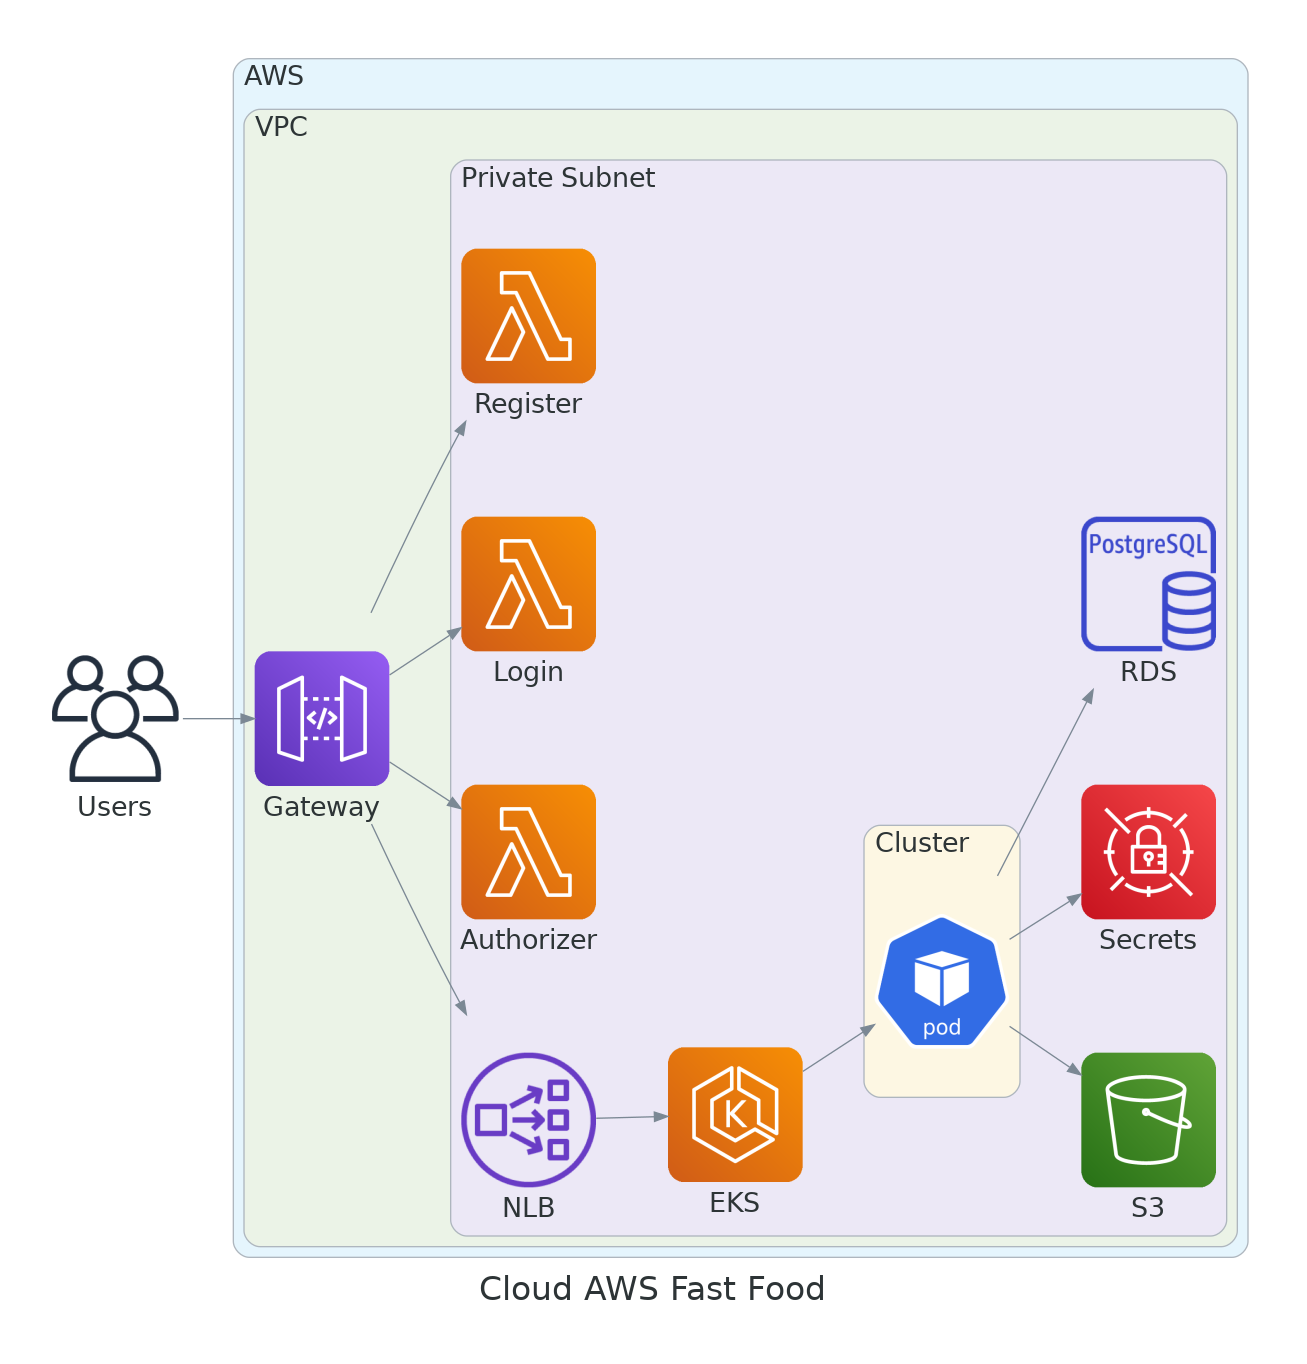 AWS
VPC
Private Subnet
Register
Login
PostgreSQL
RDS
</>
Users
Gateway
Cluster
Authorizer
Secrets
pod
K
NLB
EKS
S3
Cloud AWS Fast Food